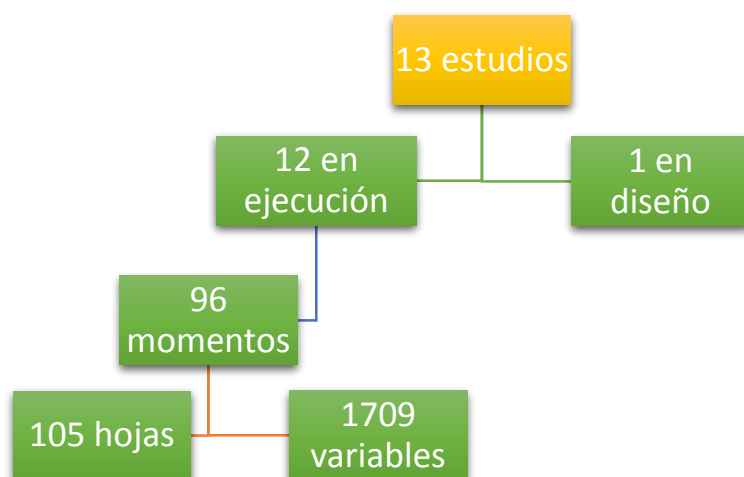 13 estudios
12 en
ejecución
1 en
diseño
96
momentos
105 hojas
1709
variables